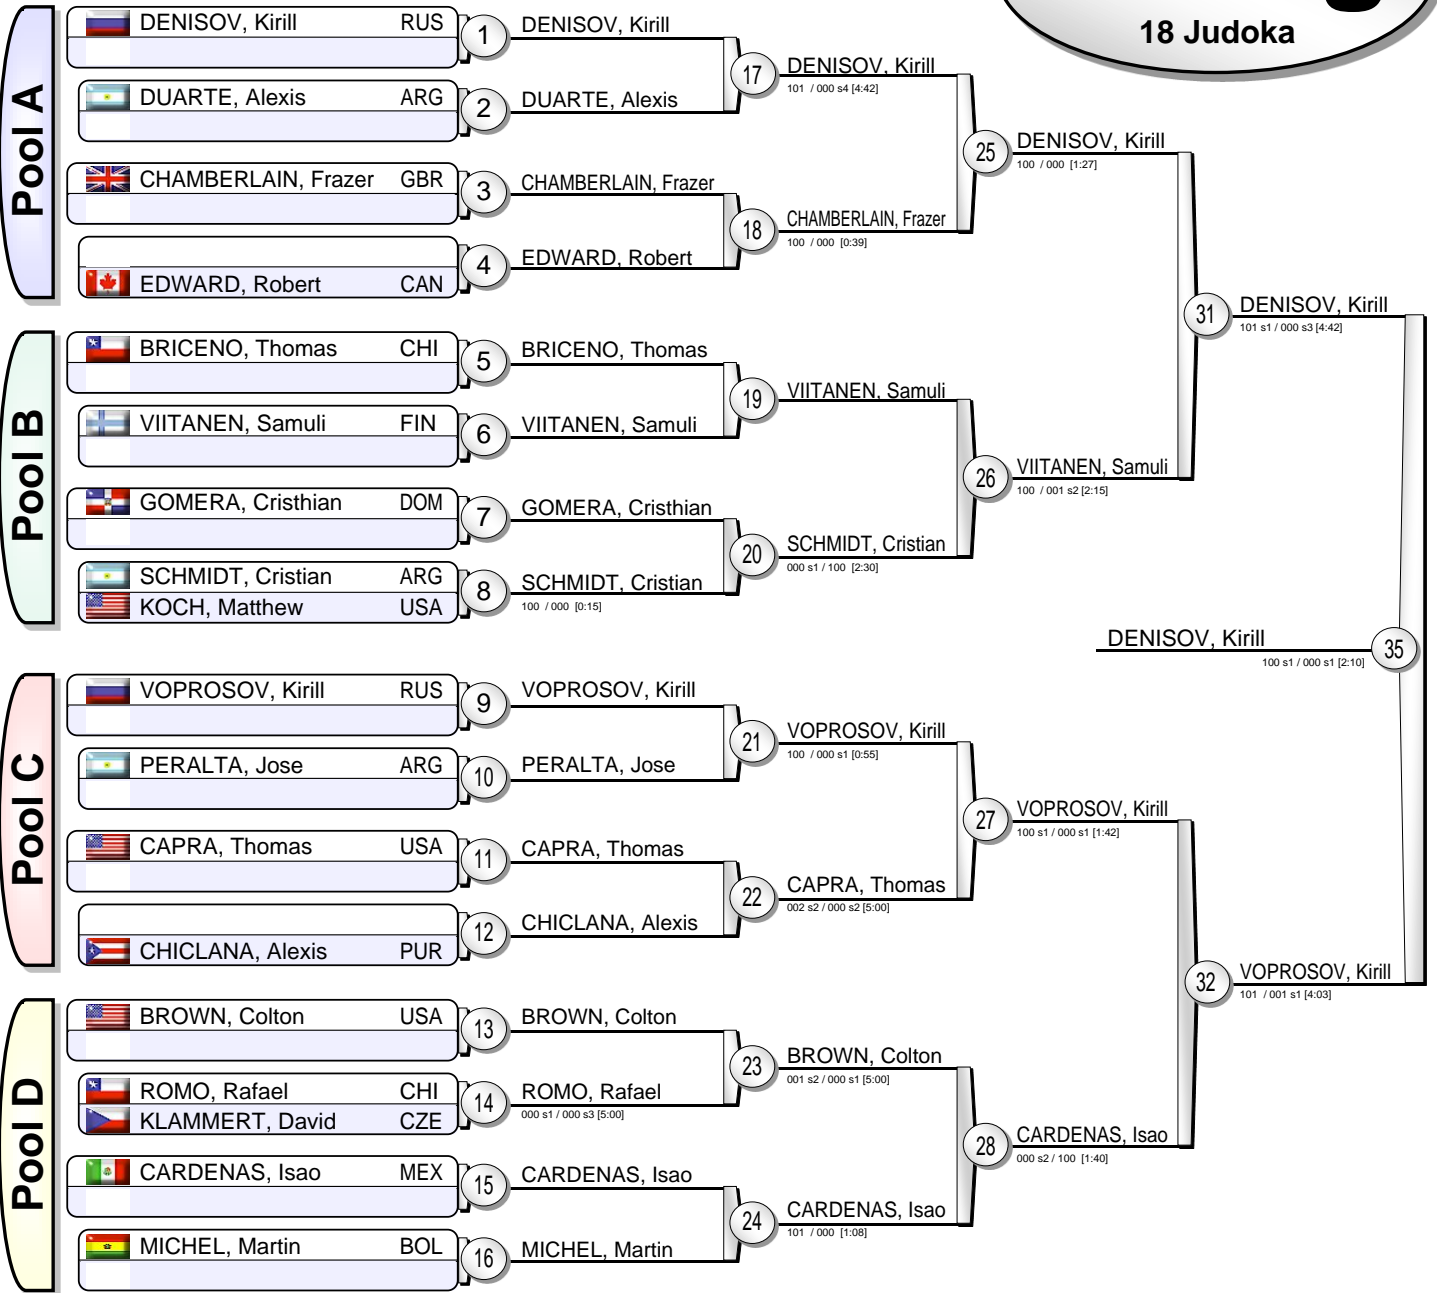 18 Judoka
Pool A
DENISOV, Kirill RUS
1
DENISOV, Kirill
DUARTE, Alexis ARG
2
DUARTE, Alexis
17
DENISOV, Kirill
101 / 000 s4 [4:42]
CHAMBERLAIN, Frazer GBR
3
CHAMBERLAIN, Frazer
EDWARD, Robert CAN
4
EDWARD, Robert
18
CHAMBERLAIN, Frazer
100 / 000 [0:39]
25
DENISOV, Kirill
100 / 000 [1:27]
Pool B
BRICENO, Thomas CHI
5
BRICENO, Thomas
VIITANEN, Samuli FIN
6
VIITANEN, Samuli
19
VIITANEN, Samuli
GOMERA, Cristhian DOM
7
GOMERA, Cristhian
SCHMIDT, Cristian ARG
KOCH, Matthew USA
8
SCHMIDT, Cristian
100 / 000 [0:15]
20
SCHMIDT, Cristian
000 s1 / 100 [2:30]
26
VIITANEN, Samuli
100 / 001 s2 [2:15]
31
DENISOV, Kirill
101 s1 / 000 s3 [4:42]
DENISOV, Kirill
100 s1 / 000 s1 [2:10]
35
Pool C
VOPROSOV, Kirill RUS
9
VOPROSOV, Kirill
PERALTA, Jose ARG
10
PERALTA, Jose
21
VOPROSOV, Kirill
100 / 000 s1 [0:55]
CAPRA, Thomas USA
11
CAPRA, Thomas
CHICLANA, Alexis PUR
12
CHICLANA, Alexis
22
CAPRA, Thomas
002 s2 / 000 s2 [5:00]
27
VOPROSOV, Kirill
100 s1 / 000 s1 [1:42]
Pool D
BROWN, Colton USA
13
BROWN, Colton
ROMO, Rafael CHI
KLAMMERT, David CZE
14
ROMO, Rafael
000 s1 / 000 s3 [5:00]
23
BROWN, Colton
001 s2 / 000 s1 [5:00]
CARDENAS, Isao MEX
15
CARDENAS, Isao
MICHEL, Martin BOL
16
MICHEL, Martin
24
CARDENAS, Isao
101 / 000 [1:08]
28
CARDENAS, Isao
000 s2 / 100 [1:40]
32
VOPROSOV, Kirill
101 / 001 s1 [4:03]